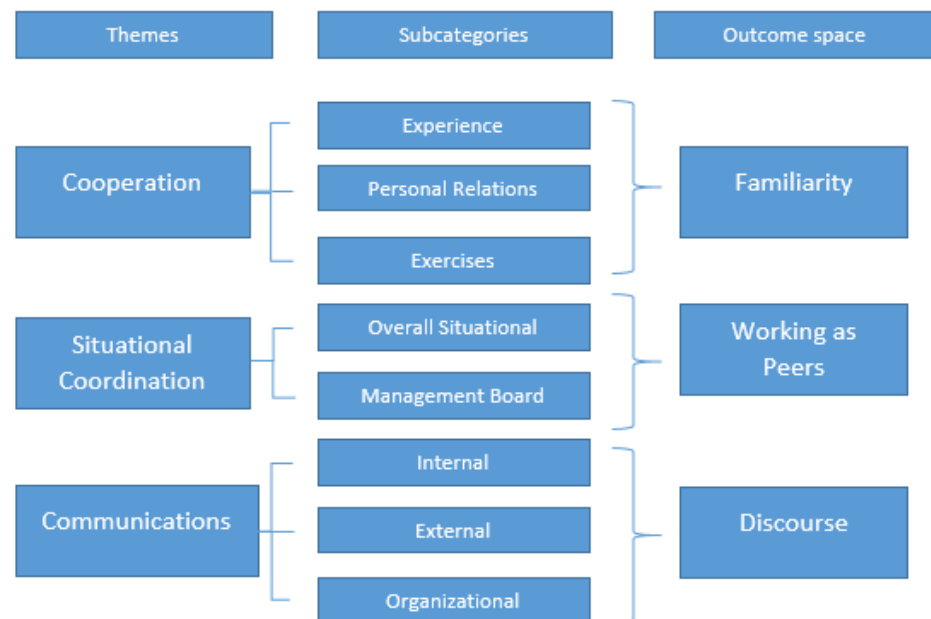 Themes
Subcategories
Outcome space
Cooperation
Experience
Personal Relations
Exercises
Familiarity
Situational
Coordination
Overall Situational
Management Board
Working as
Peers
Communications
Internal
External
Organizational
Discourse